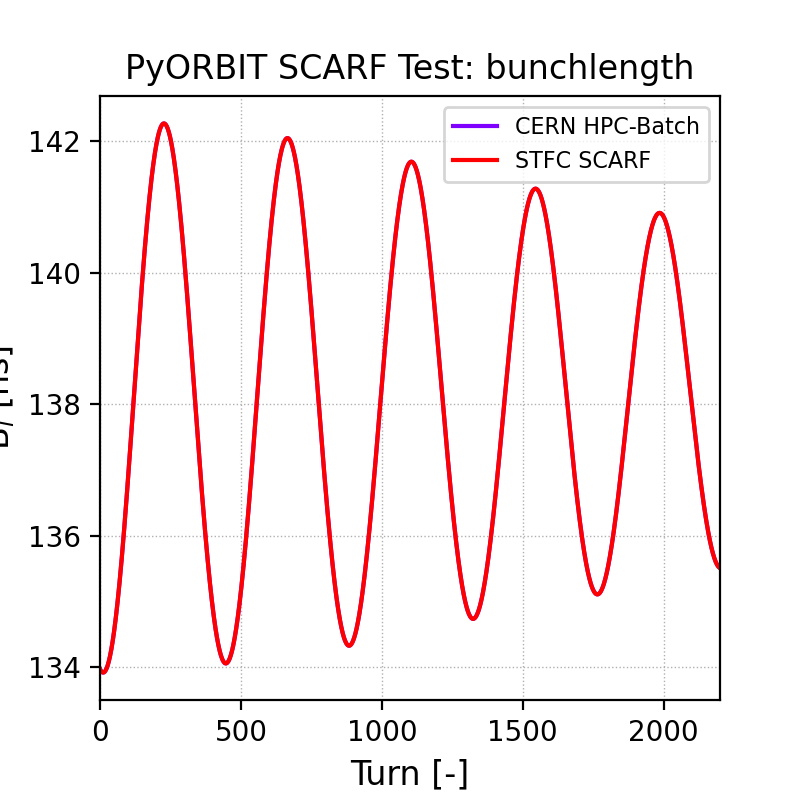 PyORBIT SCARF Test: bunchlength
CERN HPC-Batch
STFC SCARF
142
140
138
136
134
0 500 1000 1500 2000
Turn [-]